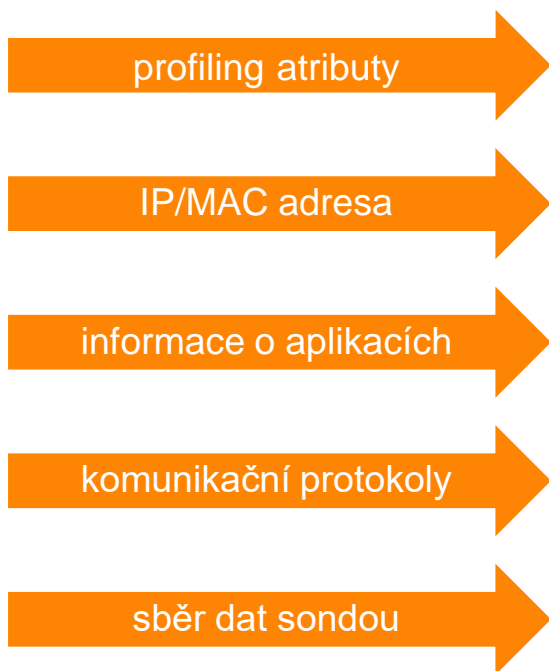 profiling atributy
IP/MAC adresa
informace o aplikacích
komunikační protokoly
sběr dat sondou